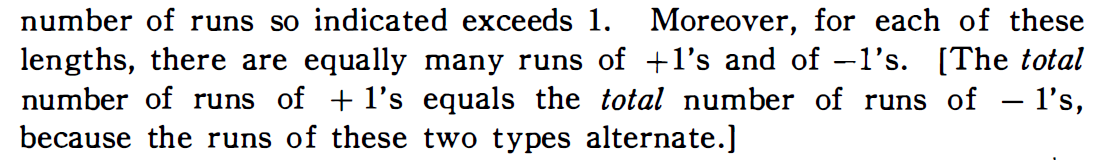 number of runs so indicated exceeds 1. Moreover, for each of these
lengths, there are equally many runs of +1's and of −1's. [The total
number of runs of + 1's equals the total number of runs of − 1's,
because the runs of these two types alternate.]